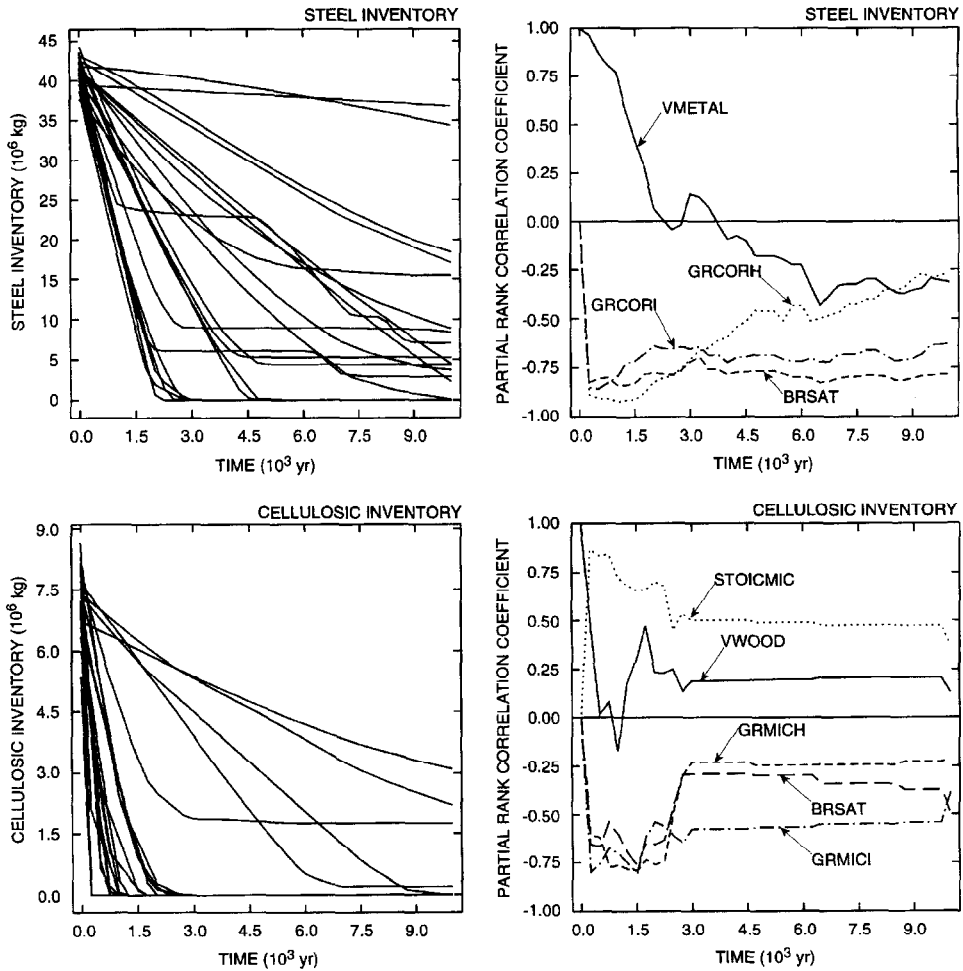 STEEL INVENTORY
STEEL INVENTORY (10⁶ kg)
45
40
35
30
25
20
15
10
5
0
0.0 1.5 3.0 4.5 6.0 7.5 9.0
TIME (10³ yr)
STEEL INVENTORY
PARTIAL RANK CORRELATION COEFFICIENT
1.00
0.75
0.50
0.25
0.00
-0.25
-0.50
-0.75
-1.00
VMETAL
GRCORH
GRCORI
BRSAT
0.0 1.5 3.0 4.5 6.0 7.5 9.0
TIME (10³ yr)
CELLULOSIC INVENTORY
CELLULOSIC INVENTORY (10⁶ kg)
9.0
7.5
6.0
4.5
3.0
1.5
0.0
0.0 1.5 3.0 4.5 6.0 7.5 9.0
TIME (10³ yr)
CELLULOSIC INVENTORY
PARTIAL RANK CORRELATION COEFFICIENT
1.00
0.75
0.50
0.25
0.00
-0.25
-0.50
-0.75
-1.00
STOICMIC
VWOOD
GRMICH
BRSAT
GRMICI
0.0 1.5 3.0 4.5 6.0 7.5 9.0
TIME (10³ yr)